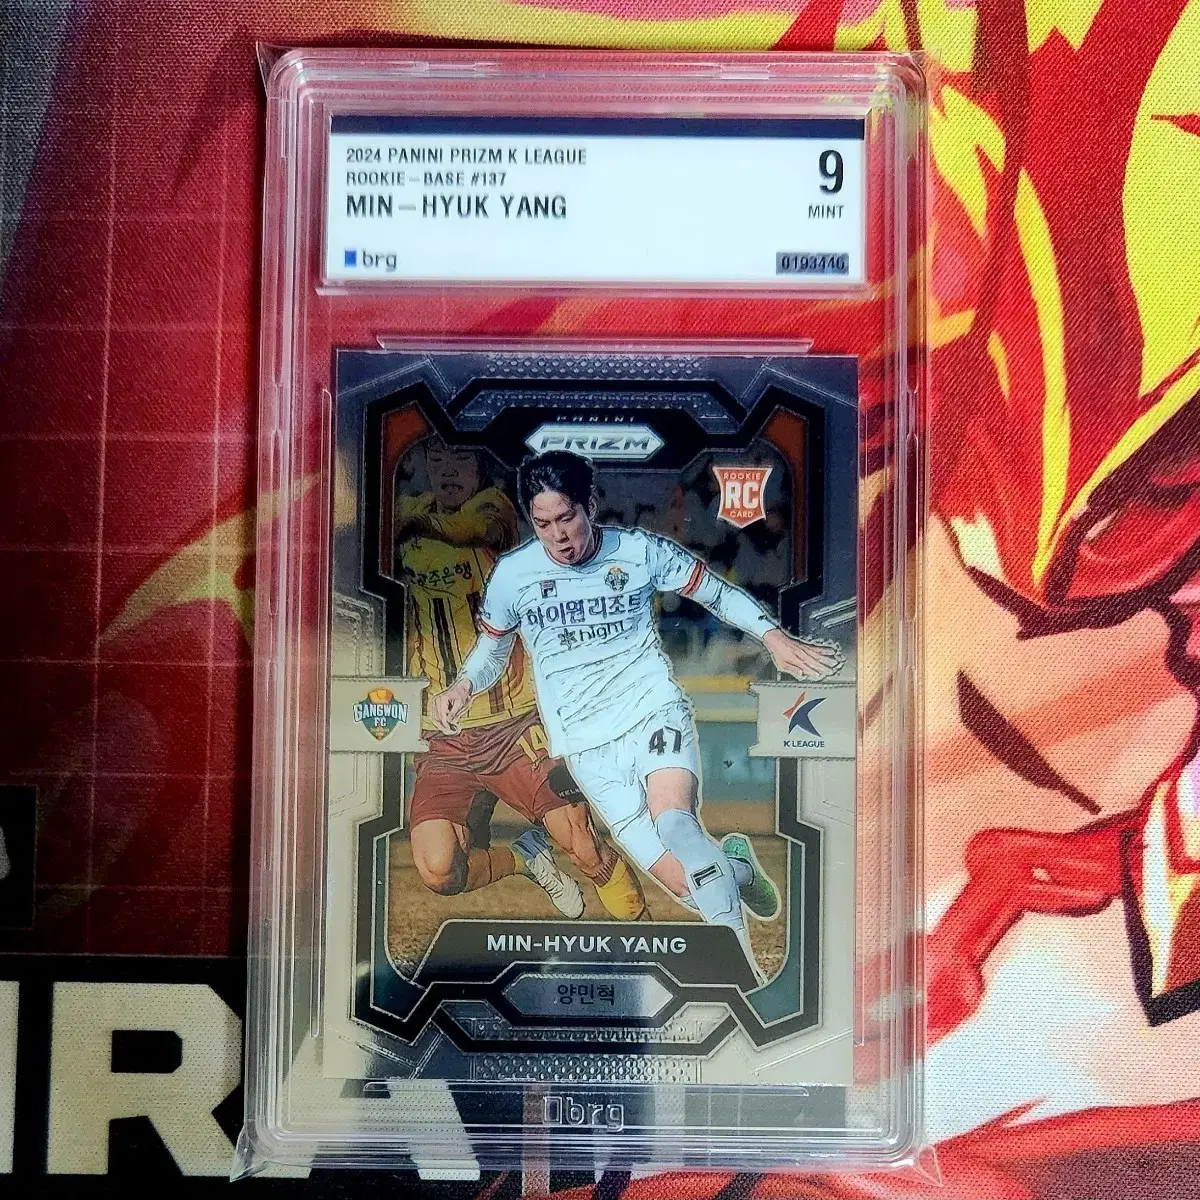 2024 PANINI PRIZM K LEAGUE
ROOKIE - BASE #137
MIN - HYUK YANG
9
MINT
brg
0193446
PANINI
PRIZM
ROOKIE
RC
CARD
광주은행
하이원리조트
high1
14
47
GANGWON
FC
K LEAGUE
MIN-HYUK YANG
양민혁
brg